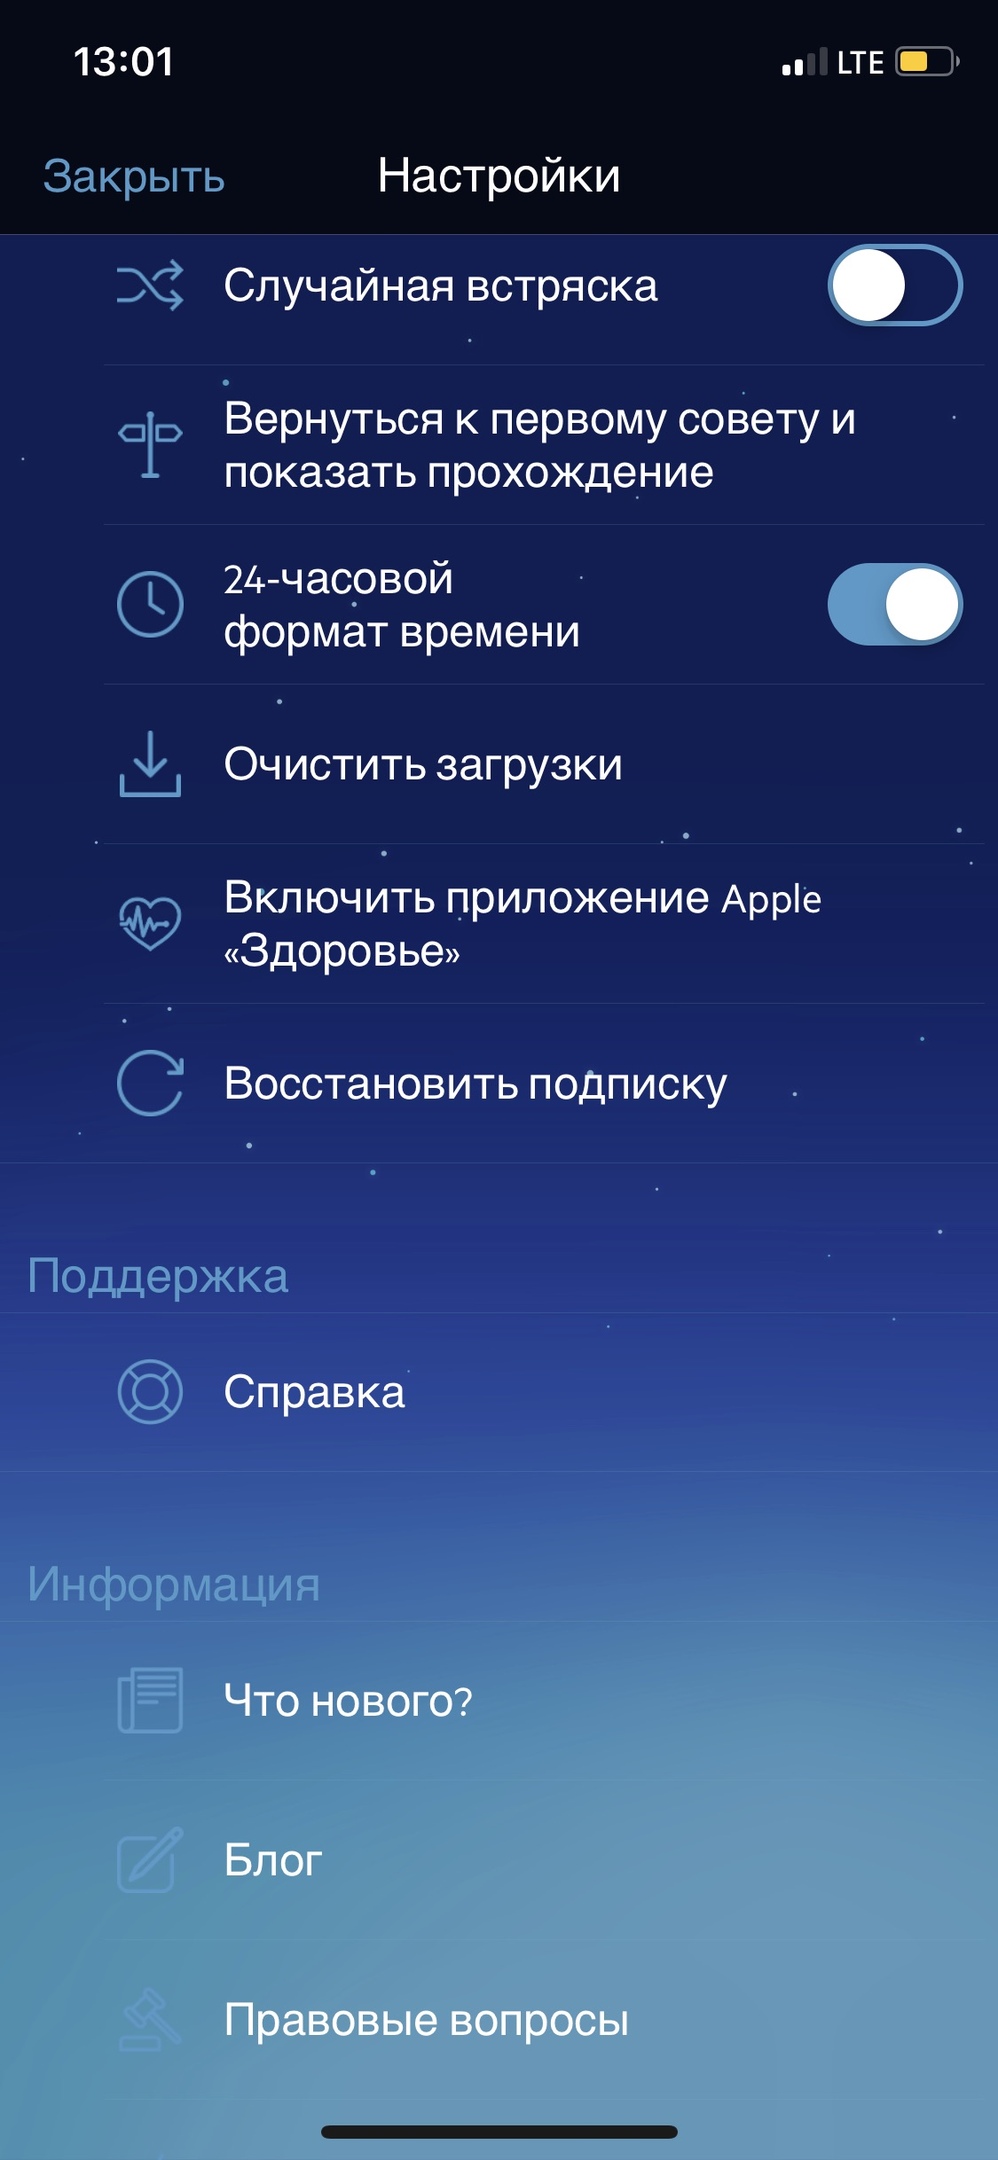 13:01
LTE
Закрыть
Настройки
Случайная встряска
Вернуться к первому совету и
показать прохождение
24-часовой
формат времени
Очистить загрузки
Включить приложение Apple
«Здоровье»
Восстановить подписку
Поддержка
Справка
Информация
Что нового?
Блог
Правовые вопросы